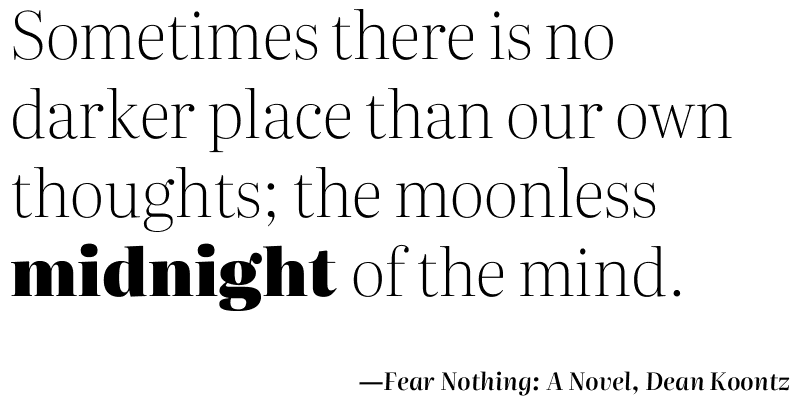 Sometimes there is no
darker place than our own
thoughts; the moonless
midnight of the mind.
—Fear Nothing: A Novel, Dean Koontz